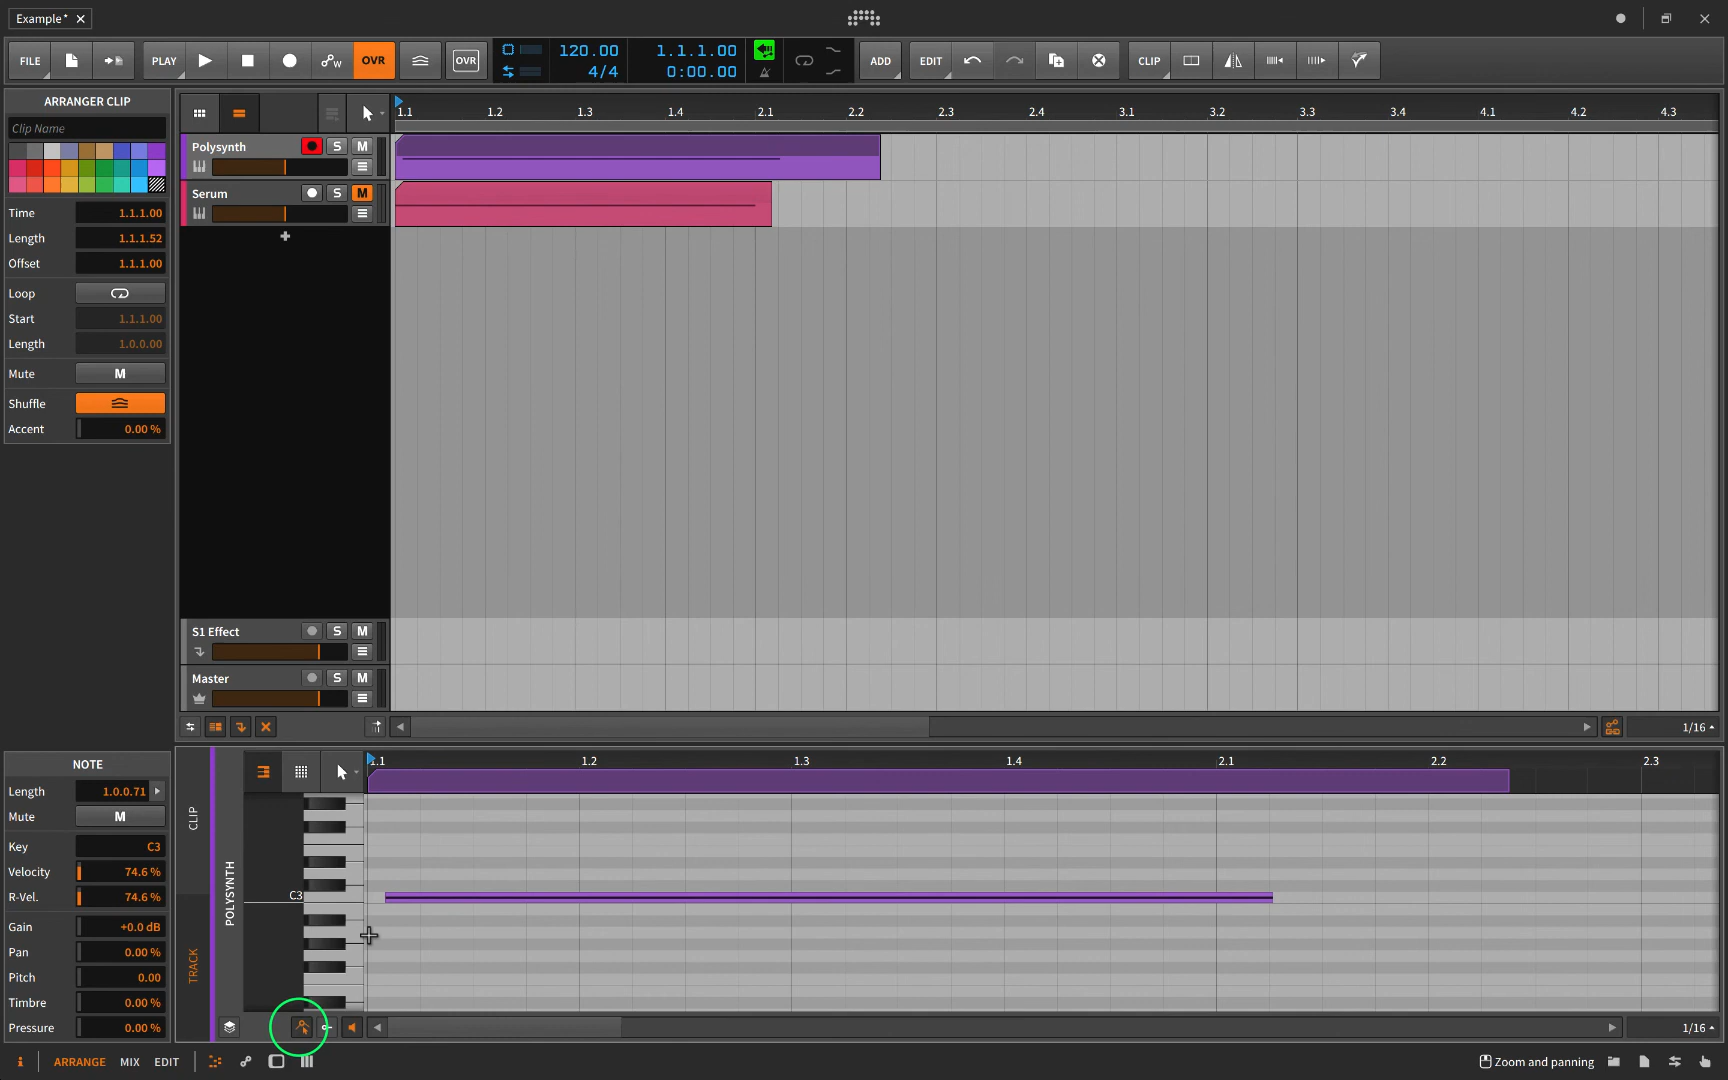 Example*
FILE
PLAY
OVR
OVR
120.00
4/4
1.1.1.00
0:00.00
ADD
EDIT
CLIP
ARRANGER CLIP
Clip Name
Time 1.1.1.00
Length 1.1.1.52
Offset 1.1.1.00
Loop
Start 1.1.1.00
Length 1.0.0.00
Mute M
Shuffle
Accent 0.00 %
1.1 1.2 1.3 1.4 2.1 2.2 2.3 2.4 3.1 3.2 3.3 3.4 4.1 4.2 4.3
Polysynth S M
Serum S M
S1 Effect S M
Master S M
1/16
NOTE
Length 1.0.0.71
Mute M
Key C3
Velocity 74.6 %
R-Vel. 74.6 %
Gain +0.0 dB
Pan 0.00 %
Pitch 0.00
Timbre 0.00 %
Pressure 0.00 %
CLIP
TRACK
POLYSYNTH
1.1 1.2 1.3 1.4 2.1 2.2 2.3
C3
1/16
i ARRANGE MIX EDIT
Zoom and panning